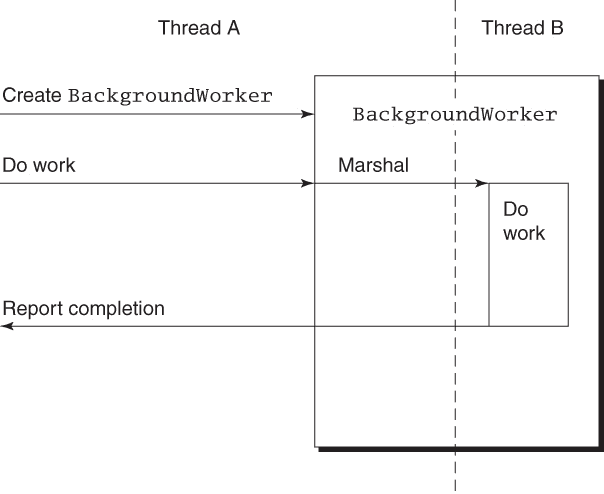 Thread A
Thread B
Create BackgroundWorker
BackgroundWorker
Do work
Marshal
Do
work
Report completion